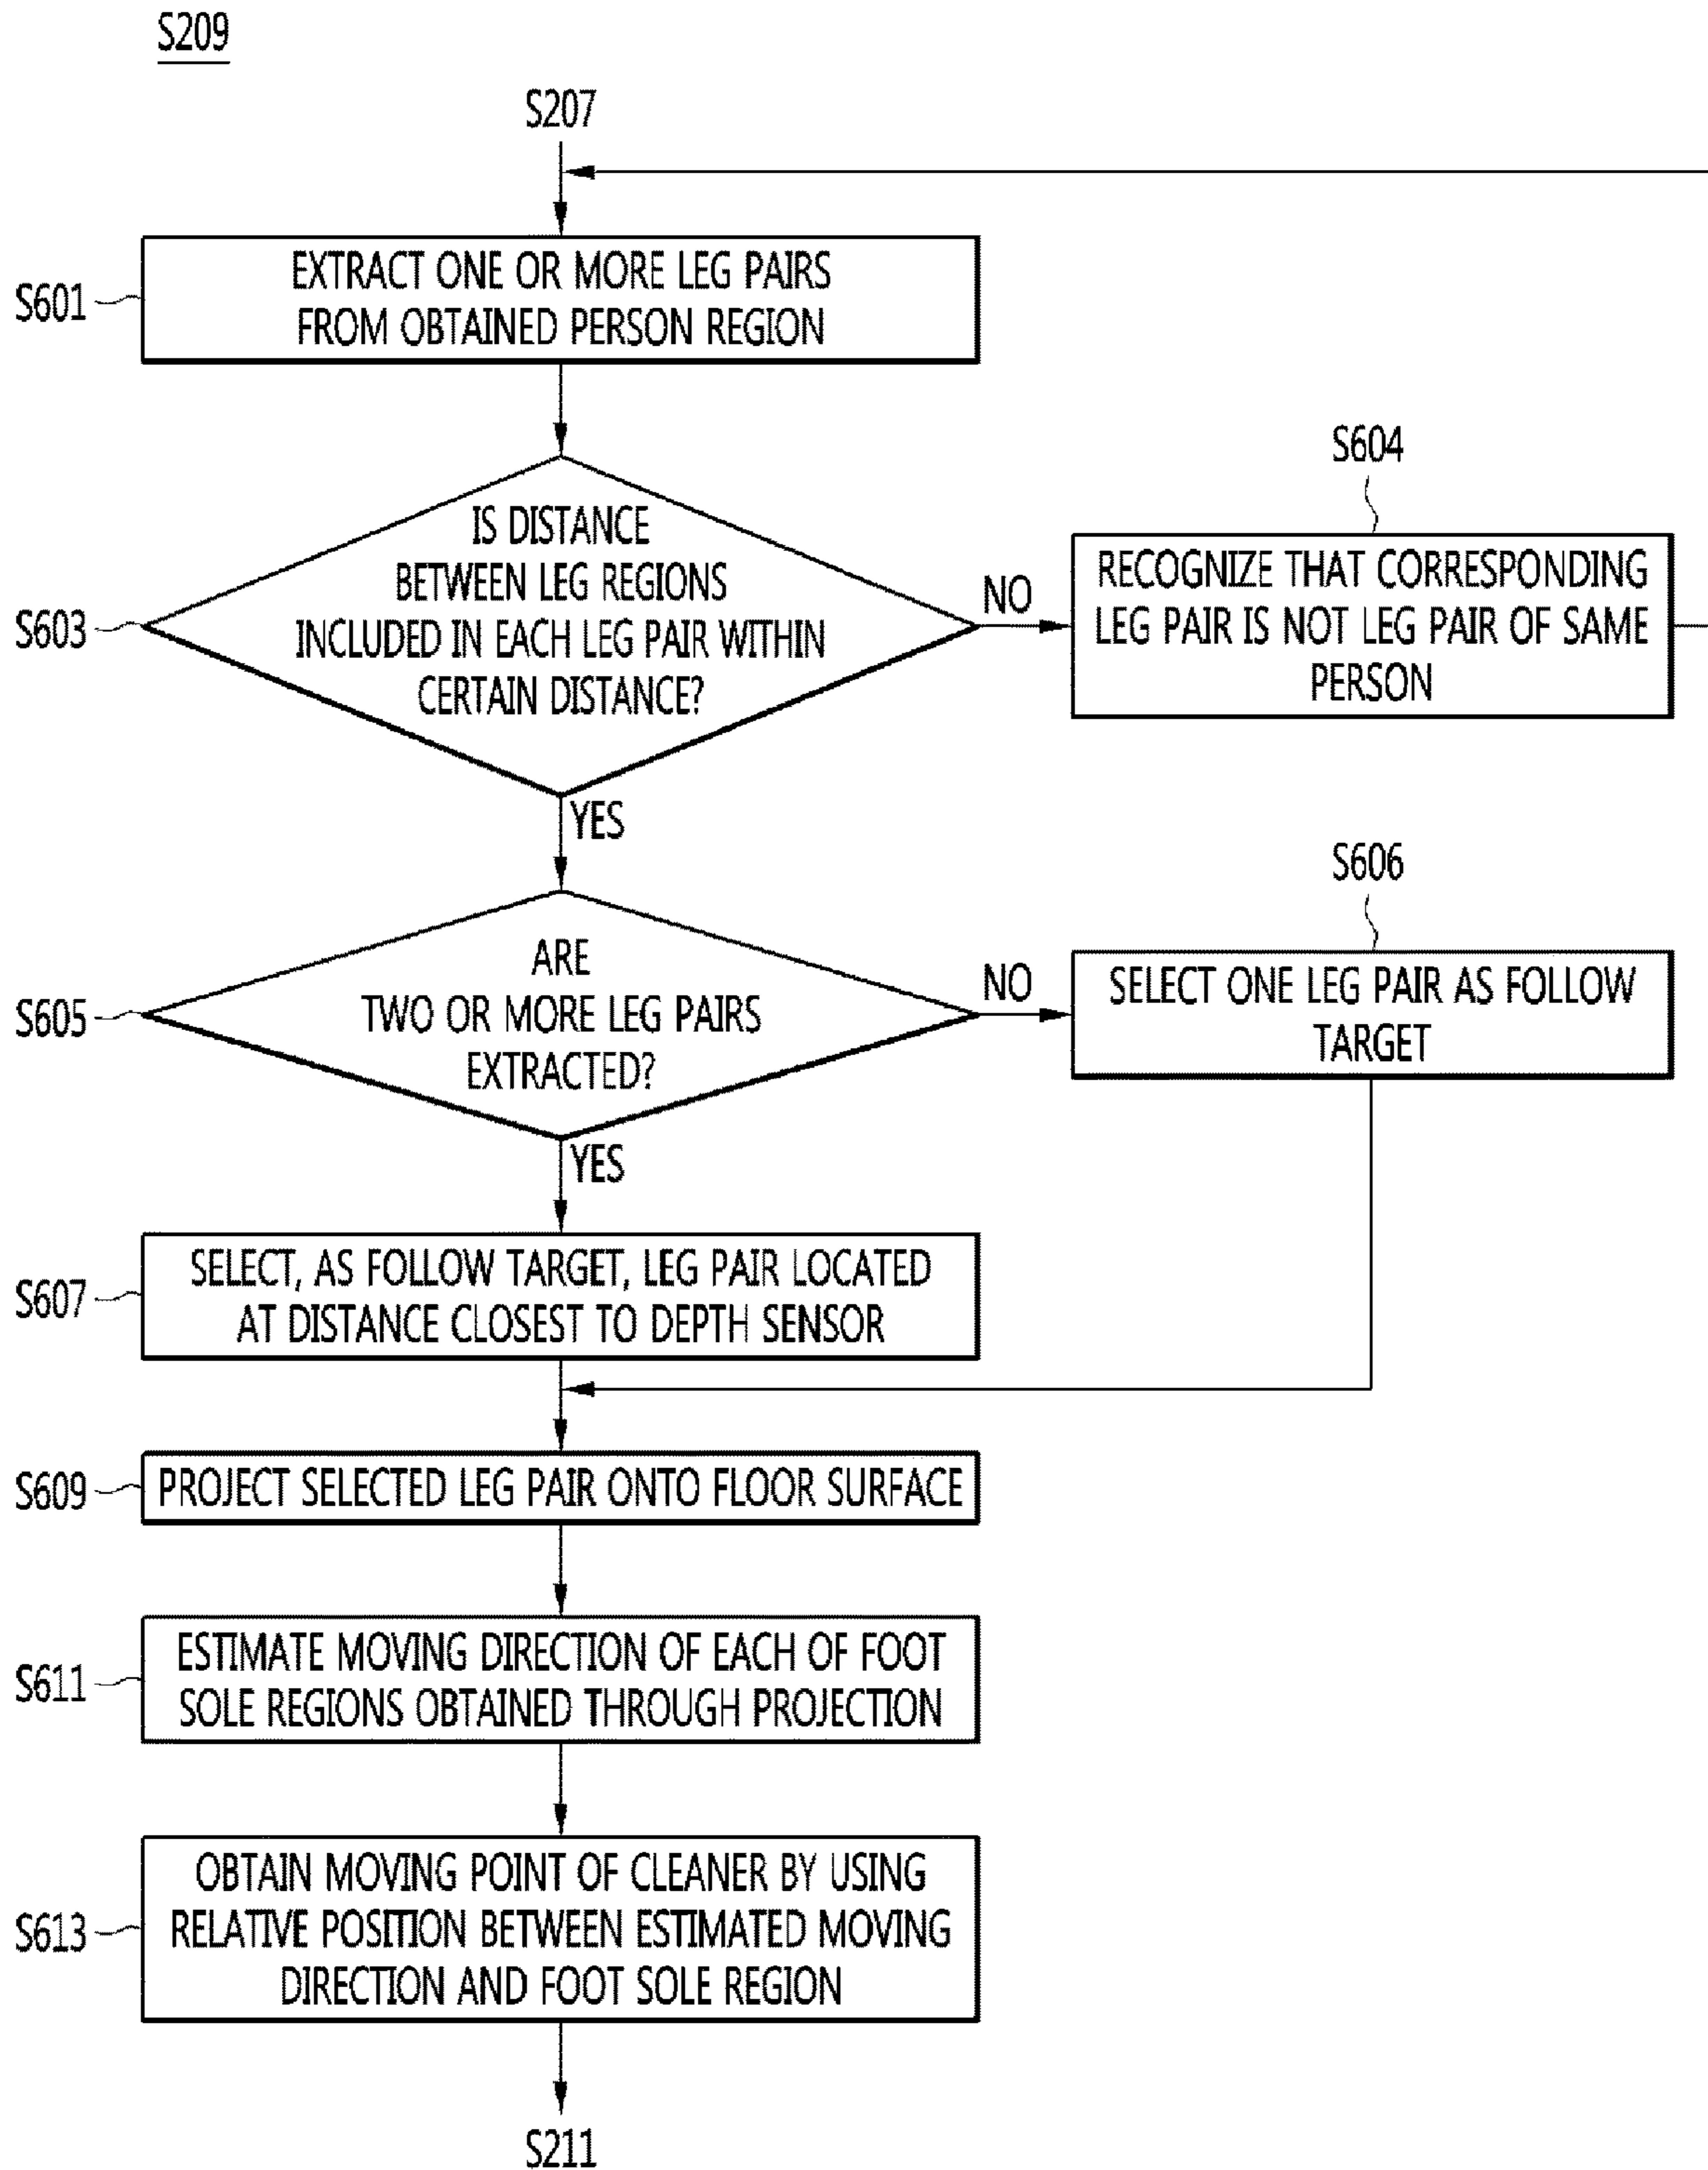 S209
S207
S601
EXTRACT ONE OR MORE LEG PAIRS
FROM OBTAINED PERSON REGION
S603
IS DISTANCE
BETWEEN LEG REGIONS
INCLUDED IN EACH LEG PAIR WITHIN
CERTAIN DISTANCE?
NO
S604
RECOGNIZE THAT CORRESPONDING
LEG PAIR IS NOT LEG PAIR OF SAME
PERSON
YES
S605
ARE
TWO OR MORE LEG PAIRS
EXTRACTED?
NO
S606
SELECT ONE LEG PAIR AS FOLLOW
TARGET
YES
S607
SELECT, AS FOLLOW TARGET, LEG PAIR LOCATED
AT DISTANCE CLOSEST TO DEPTH SENSOR
S609
PROJECT SELECTED LEG PAIR ONTO FLOOR SURFACE
S611
ESTIMATE MOVING DIRECTION OF EACH OF FOOT
SOLE REGIONS OBTAINED THROUGH PROJECTION
S613
OBTAIN MOVING POINT OF CLEANER BY USING
RELATIVE POSITION BETWEEN ESTIMATED MOVING
DIRECTION AND FOOT SOLE REGION
S211